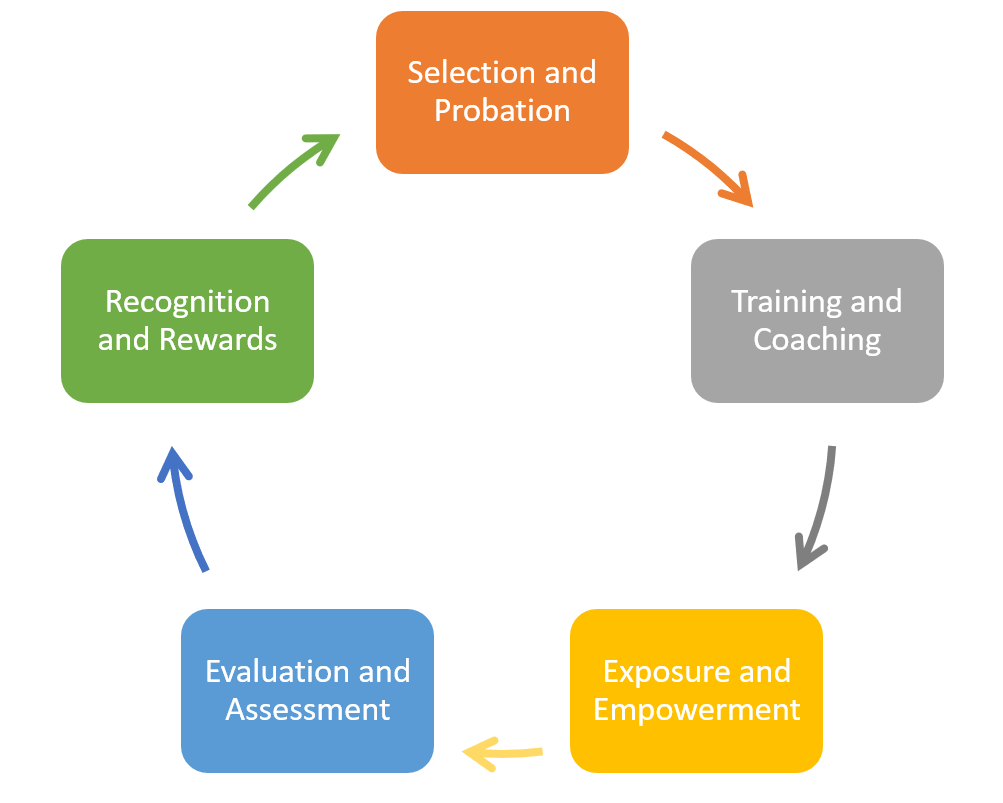 Selection and
Probation
Training and
Coaching
Exposure and
Empowerment
Evaluation and
Assessment
Recognition
and Rewards